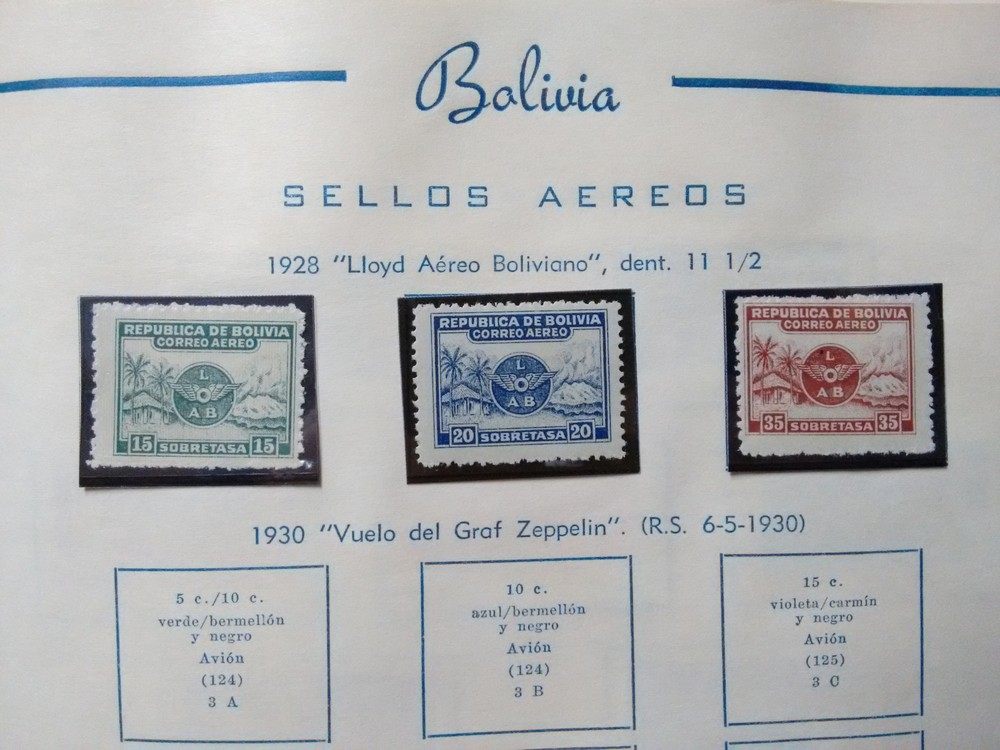 Bolivia
SELLOS AEREOS
1928 "Lloyd Aéreo Boliviano", dent. 11 1/2
REPUBLICA DE BOLIVIA
CORREO AEREO
L
A B
15 SOBRETASA 15
REPUBLICA DE BOLIVIA
CORREO AEREO
L
A B
20 SOBRETASA 20
REPUBLICA DE BOLIVIA
CORREO AEREO
L
A B
35 SOBRETASA 35
1930 "Vuelo del Graf Zeppelin". (R.S. 6-5-1930)
5 c./10 c.
verde/bermellón
y negro
Avión
(124)
3 A
10 c.
azul/bermellón
y negro
Avión
(124)
3 B
15 c.
violeta/carmín
y negro
Avión
(125)
3 C